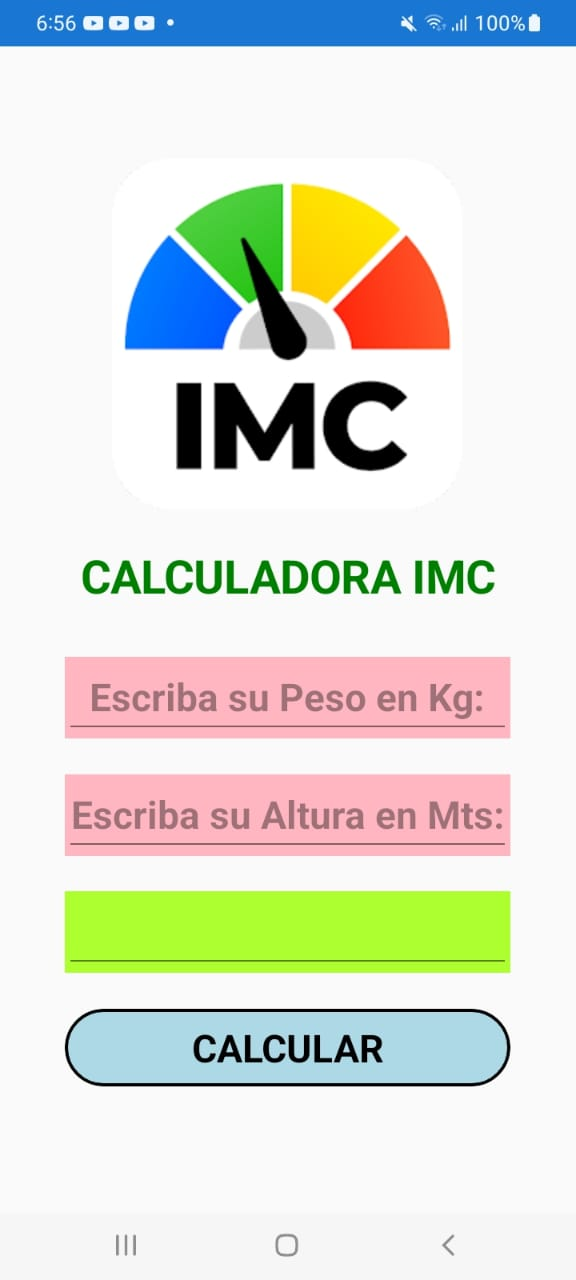 6:56
100%
IMC
CALCULADORA IMC
Escriba su Peso en Kg:
Escriba su Altura en Mts:
CALCULAR